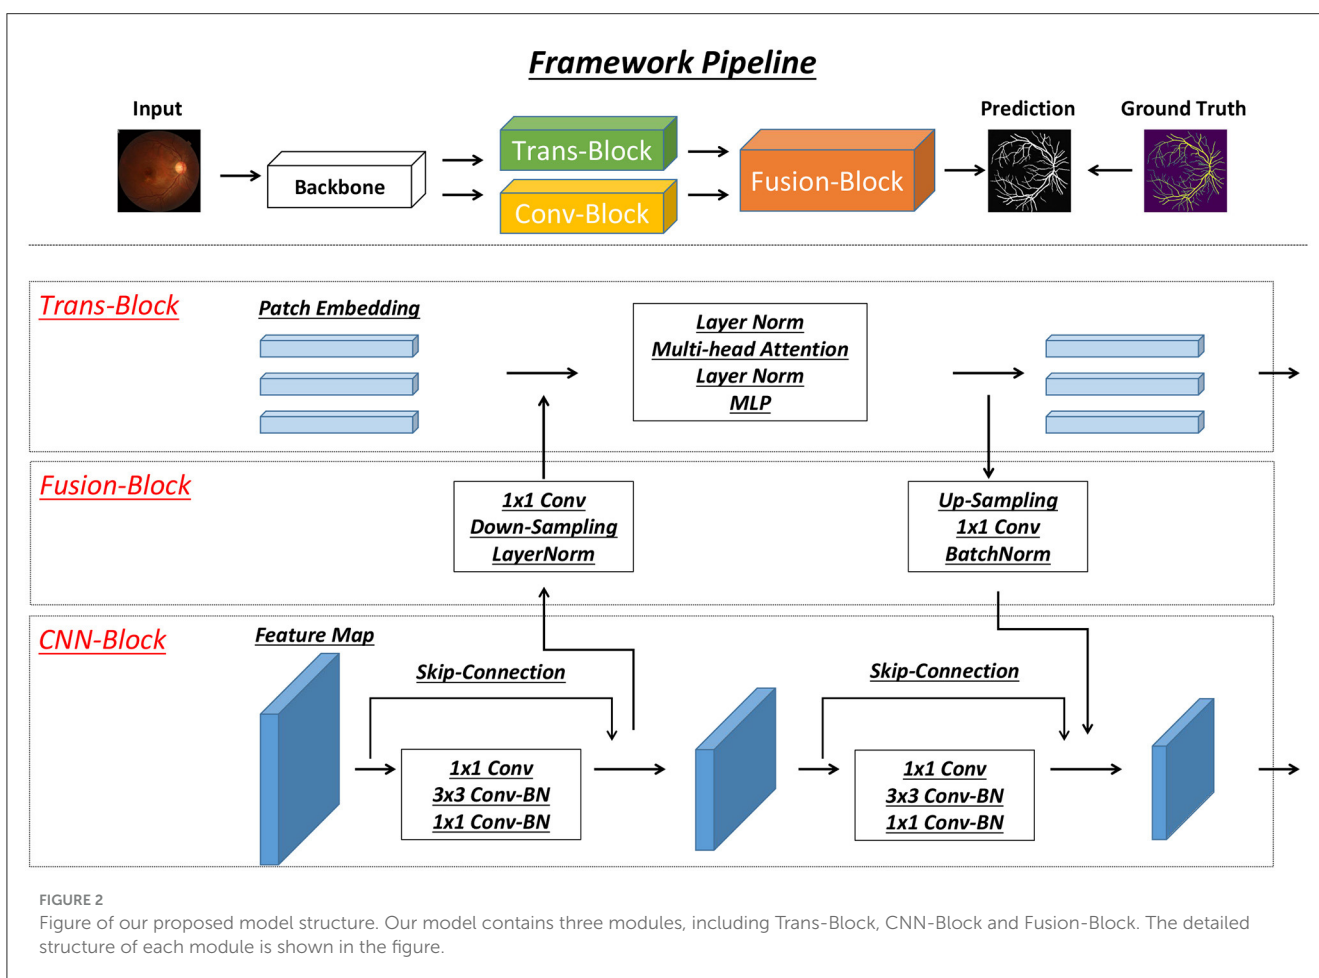 Framework Pipeline
Input
Prediction
Ground Truth
Backbone
Trans-Block
Conv-Block
Fusion-Block
Trans-Block
Patch Embedding
Layer Norm
Multi-head Attention
Layer Norm
MLP
Fusion-Block
1x1 Conv
Down-Sampling
LayerNorm
Up-Sampling
1x1 Conv
BatchNorm
CNN-Block
Feature Map
Skip-Connection
Skip-Connection
1x1 Conv
3x3 Conv-BN
1x1 Conv-BN
1x1 Conv
3x3 Conv-BN
1x1 Conv-BN
FIGURE 2
Figure of our proposed model structure. Our model contains three modules, including Trans-Block, CNN-Block and Fusion-Block. The detailed
structure of each module is shown in the figure.